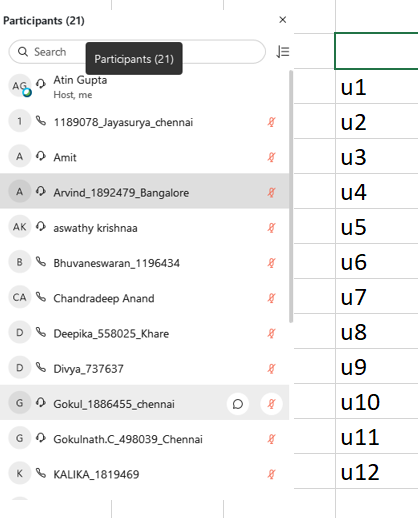 Participants (21)
×
Search
Participants (21)
AG
Atin Gupta
Host, me
1 1189078_Jayasurya_chennai
A Amit
A Arvind_1892479_Bangalore
AK aswathy krishnaa
B Bhuvaneswaran_1196434
CA Chandradeep Anand
D Deepika_558025_Khare
D Divya_737637
G Gokul_1886455_chennai
G Gokulnath.C_498039_Chennai
K KALIKA_1819469
u1
u2
u3
u4
u5
u6
u7
u8
u9
u10
u11
u12